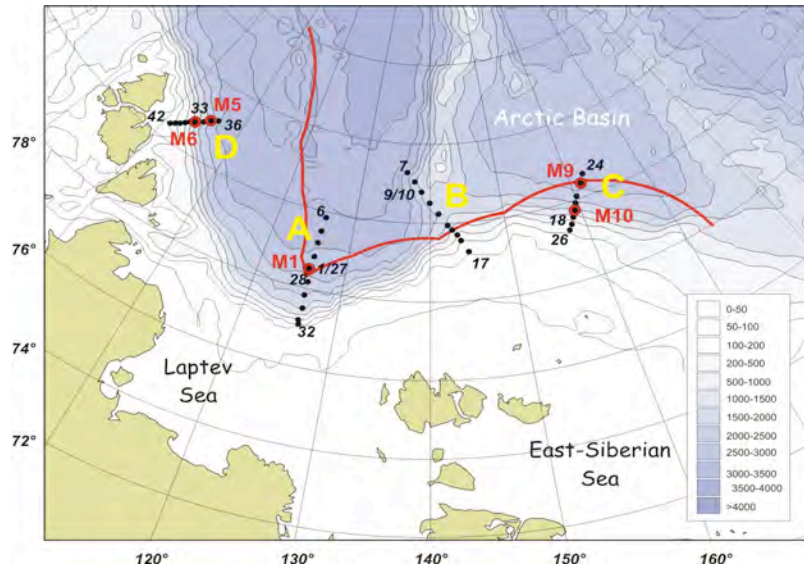 Arctic Basin
42
33
M5
36
M6
D
78°
7
9/10
B
M9
24
C
18
M10
26
6
A
M1
1/27
28
17
76°
32
74°
Laptev
Sea
72°
East-Siberian
Sea
0-50
50-100
100-200
200-500
500-1000
1000-1500
1500-2000
2000-2500
2500-3000
3000-3500
3500-4000
>4000
120°
130°
140°
150°
160°